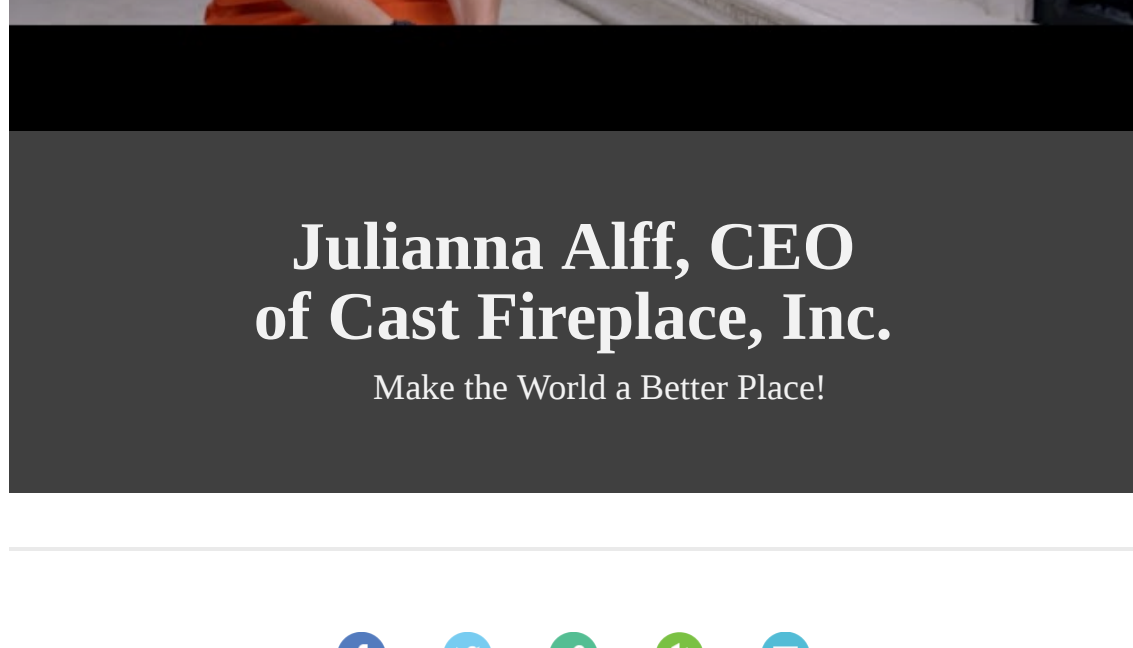 Julianna Alff, CEO
of Cast Fireplace, Inc.
Make the World a Better Place!